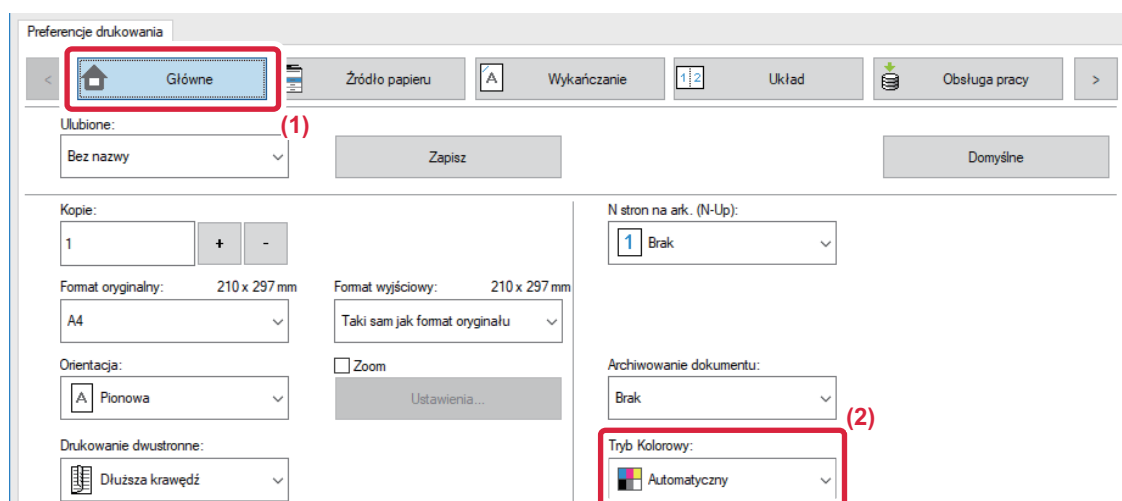 Preferencje drukowania
< Główne Źródło papieru A Wykańczanie 1 2 Układ Obsługa pracy >
(1)
Ulubione:
Bez nazwy Zapisz Domyślne
Kopie: N stron na ark. (N-Up):
1 + - 1 Brak
Format oryginalny: 210 x 297 mm Format wyjściowy: 210 x 297 mm
A4 Taki sam jak format oryginału
Orientacja: Zoom Archiwowanie dokumentu:
A Pionowa Ustawienia... Brak
(2)
Drukowanie dwustronne: Tryb Kolorowy:
Dłuższa krawędź Automatyczny